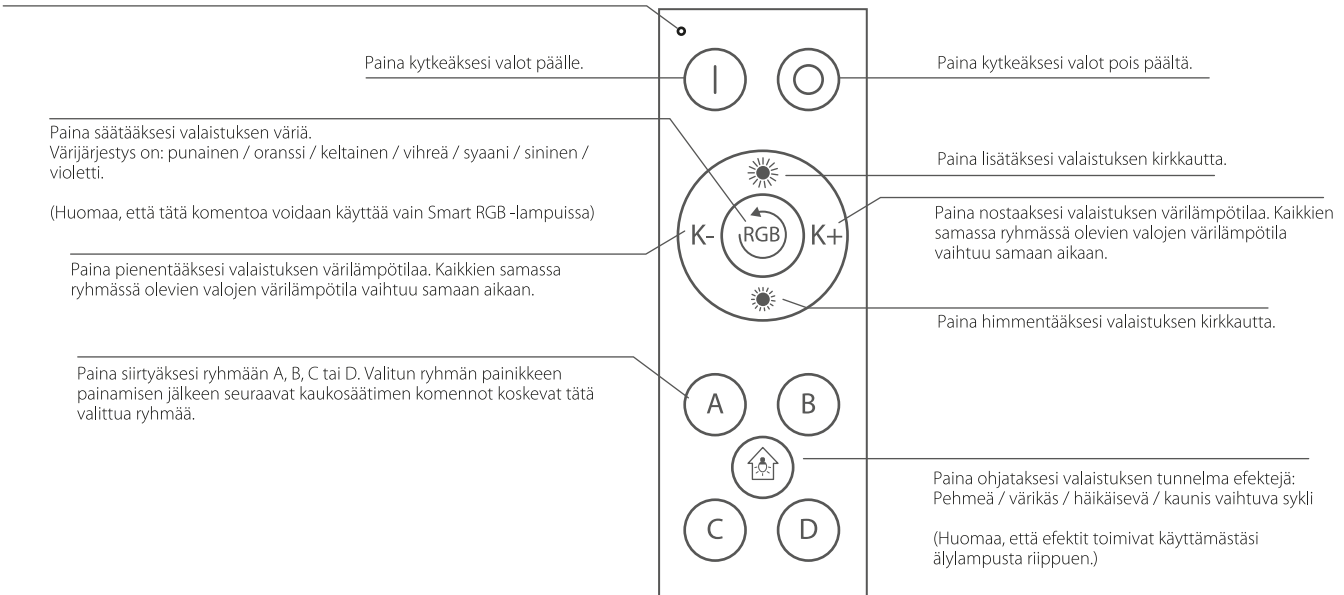 Paina kytkeäksesi valot päälle.
Paina kytkeäksesi valot pois päältä.
Paina säätääksesi valaistuksen väriä.
Värijärjestys on: punainen / oranssi / keltainen / vihreä / syaani / sininen /
violetti.
(Huomaa, että tätä komentoa voidaan käyttää vain Smart RGB -lampuissa)
Paina lisätäksesi valaistuksen kirkkautta.
K-
RGB
K+
Paina nostaaksesi valaistuksen värilämpötilaa. Kaikkien
samassa ryhmässä olevien valojen värilämpötila
vaihtuu samaan aikaan.
Paina pienentääksesi valaistuksen värilämpötilaa. Kaikkien samassa
ryhmässä olevien valojen värilämpötila vaihtuu samaan aikaan.
Paina himmentääksesi valaistuksen kirkkautta.
Paina siirtyäksesi ryhmään A, B, C tai D. Valitun ryhmän painikkeen
painamisen jälkeen seuraavat kaukosäätimen komennot koskevat tätä
valittua ryhmää.
A
B
C
D
Paina ohjataksesi valaistuksen tunnelma efektejä:
Pehmeä / värikäs / häikäisevä / kaunis vaihtuva sykli
(Huomaa, että efektit toimivat käyttämästäsi
älylampusta riippuen.)